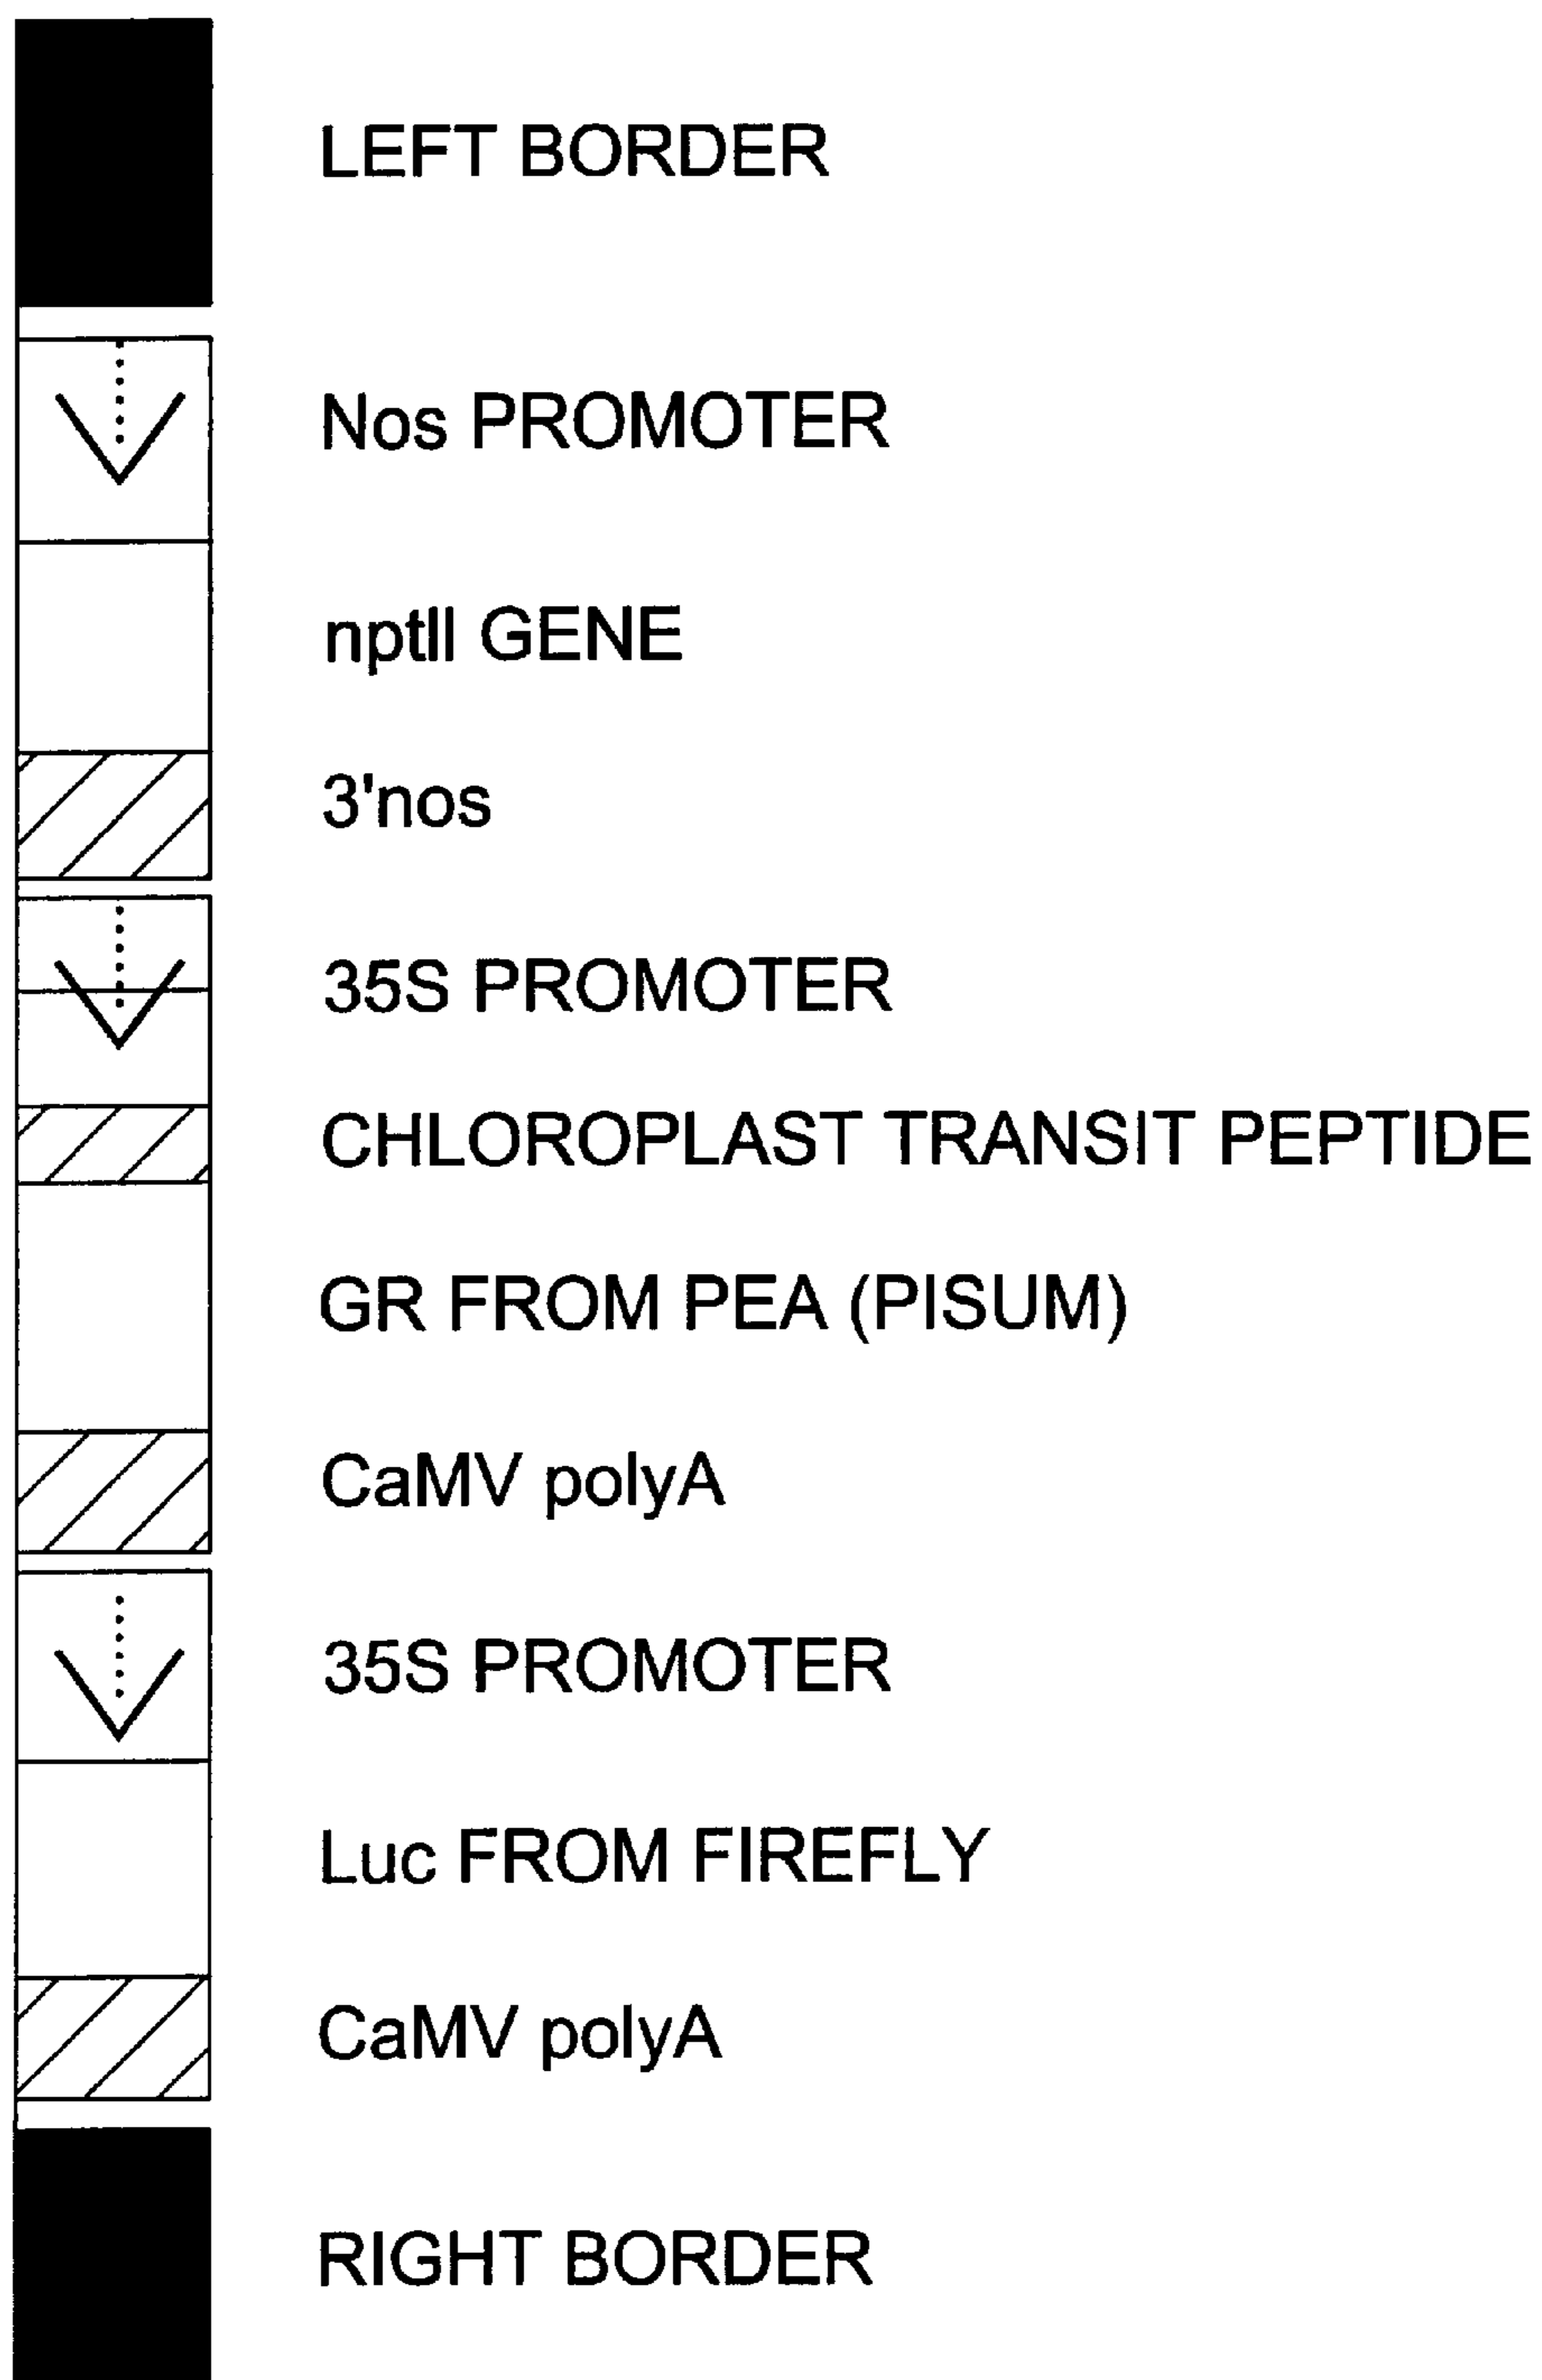 LEFT BORDER
Nos PROMOTER
nptII GENE
3'nos
35S PROMOTER
CHLOROPLAST TRANSIT PEPTIDE
GR FROM PEA (PISUM)
CaMV polyA
35S PROMOTER
Luc FROM FIREFLY
CaMV polyA
RIGHT BORDER